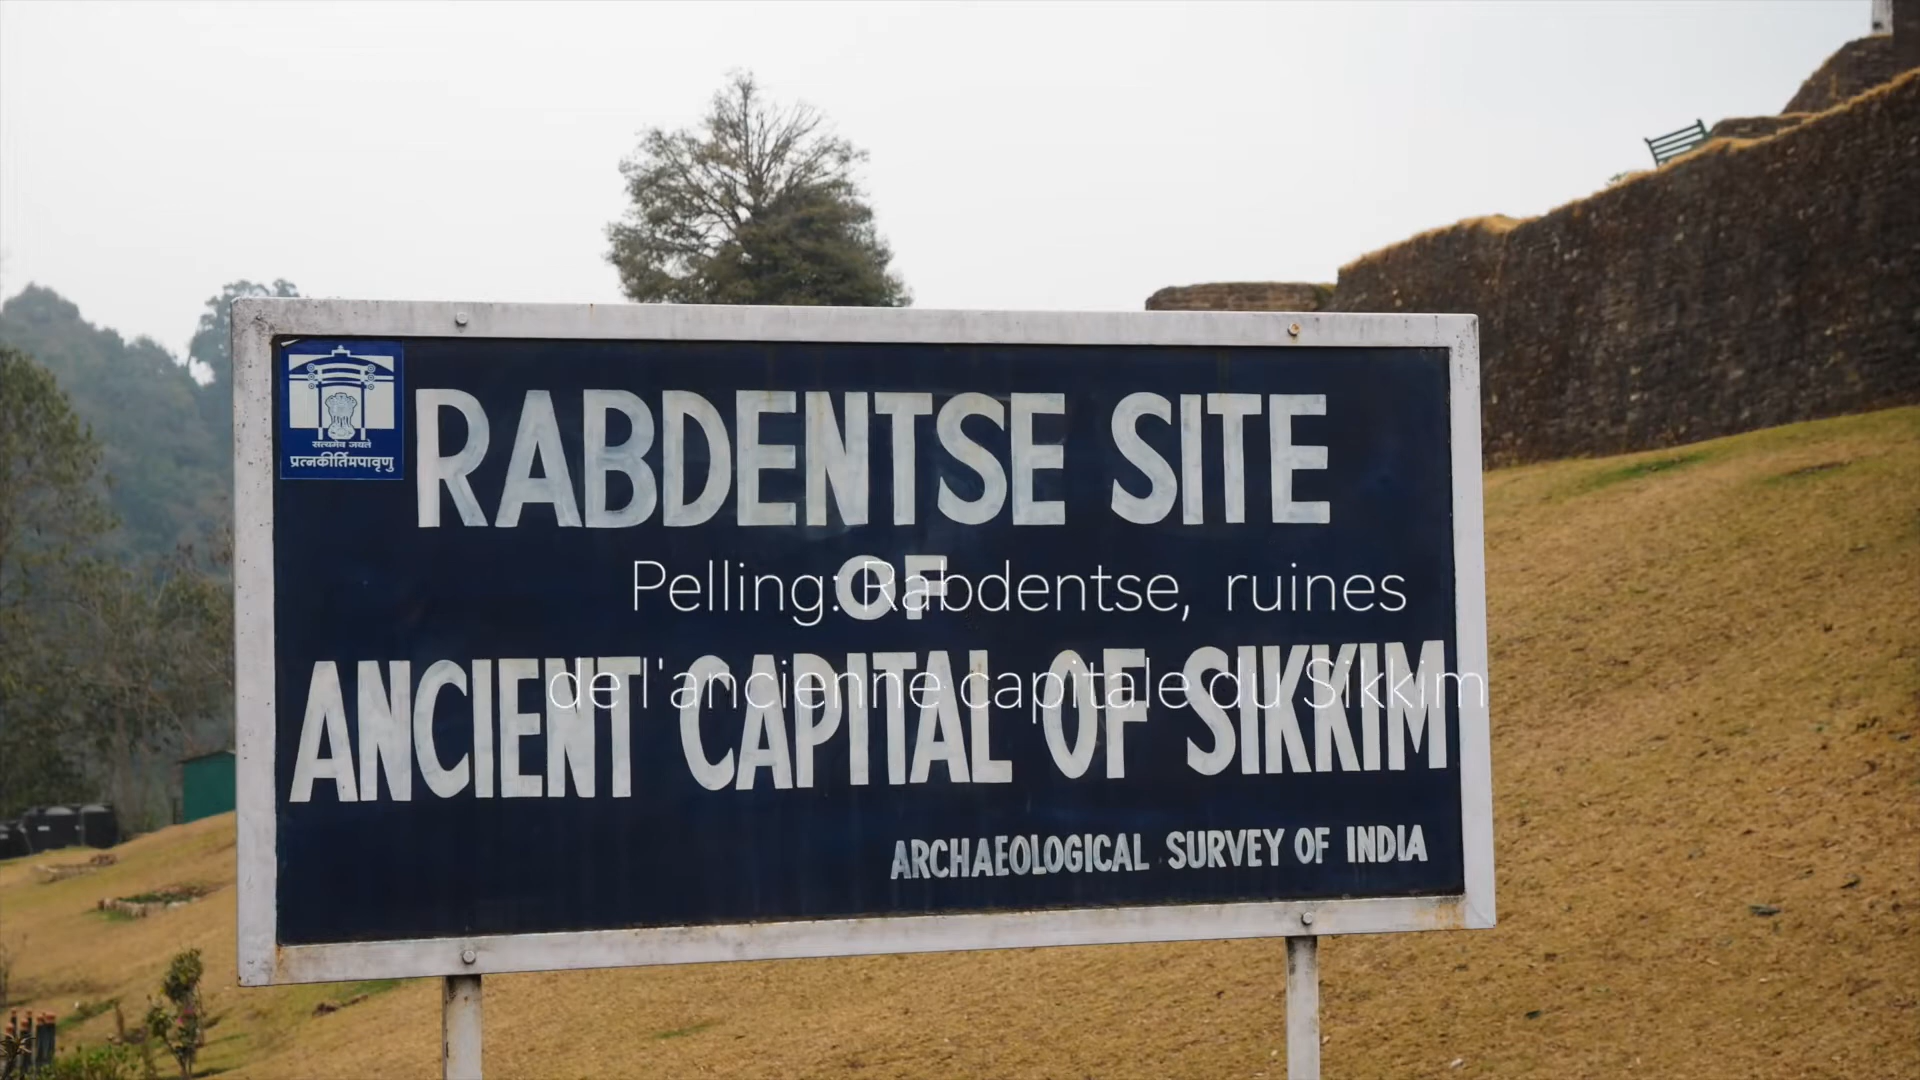 सत्यमेव जयते
प्रत्नकीर्तिमपावृणु
RABDENTSE SITE
OF
ANCIENT CAPITAL OF SIKKIM
ARCHAEOLOGICAL SURVEY OF INDIA
Pelling: Rabdentse, ruines
de l'ancienne capitale du Sikkim